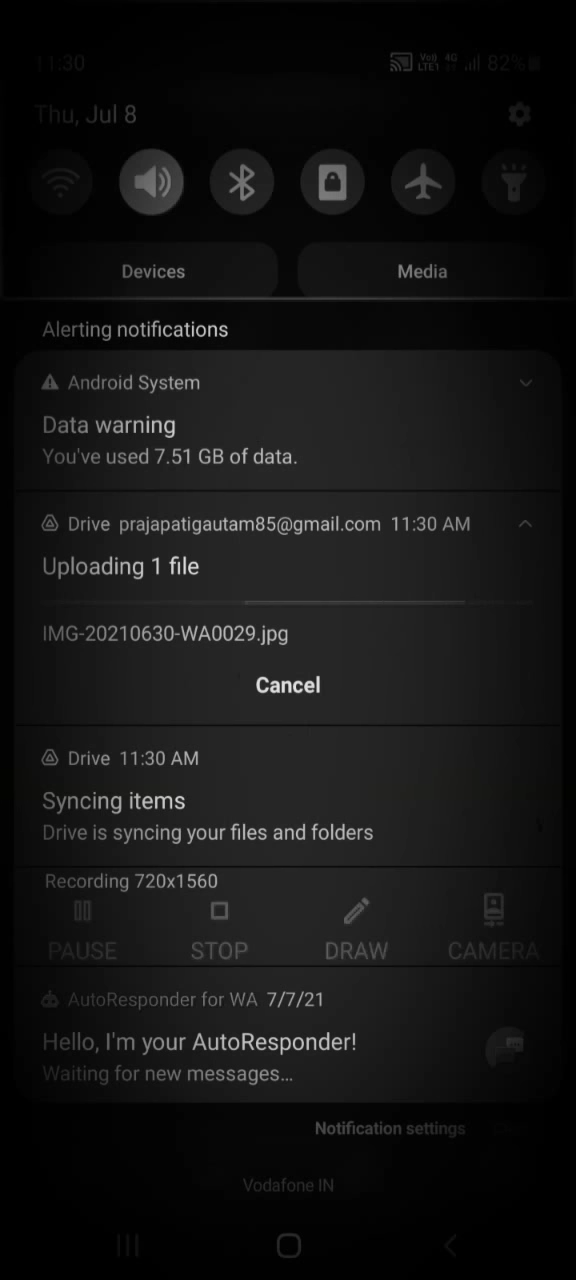 11:30
Vo)) LTE1 4G 82%
Thu, Jul 8
Devices
Media
Alerting notifications
Android System
Data warning
You've used 7.51 GB of data.
Drive prajapatigautam85@gmail.com 11:30 AM
Uploading 1 file
IMG-20210630-WA0029.jpg
Cancel
Drive 11:30 AM
Syncing items
Drive is syncing your files and folders
Recording 720x1560
PAUSE STOP DRAW CAMERA
AutoResponder for WA 7/7/21
Hello, I'm your AutoResponder!
Waiting for new messages...
Notification settings
Vodafone IN